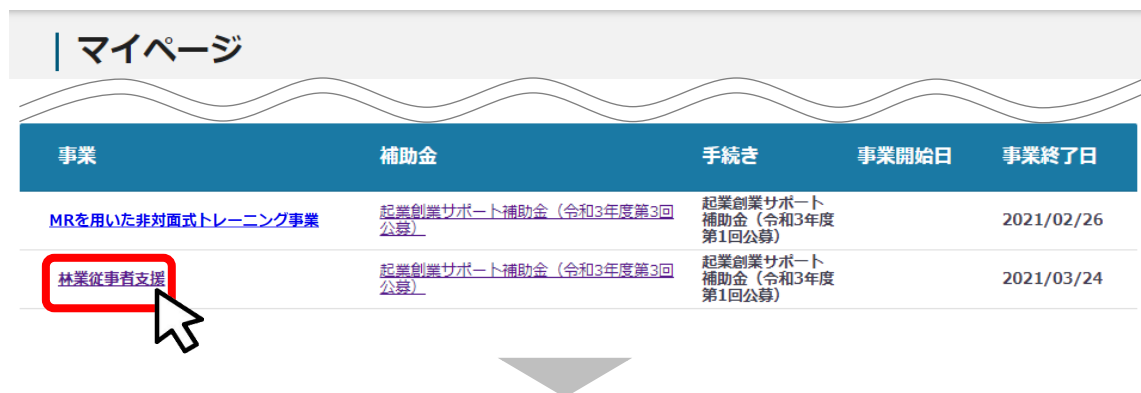 マイページ
事業 補助金 手続き 事業開始日 事業終了日
MRを用いた非対面式トレーニング事業
起業創業サポート補助金（令和3年度第3回
公募）
起業創業サポート
補助金（令和3年度
第1回公募）
2021/02/26
林業従事者支援
起業創業サポート補助金（令和3年度第3回
公募）
起業創業サポート
補助金（令和3年度
第1回公募）
2021/03/24